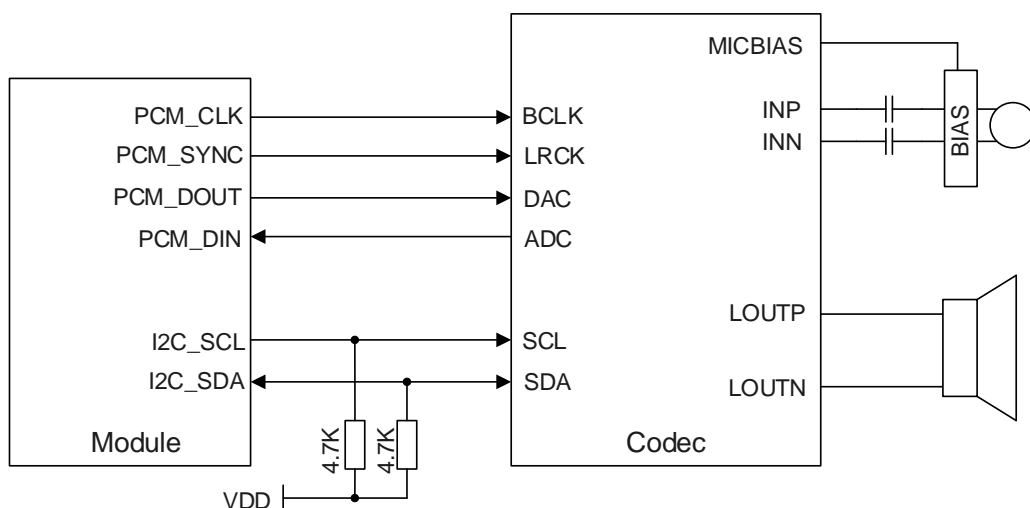 MICBIAS
PCM_CLK
BCLK
INP
PCM_SYNC
LRCK
INN
BIAS
PCM_DOUT
DAC
PCM_DIN
ADC
LOUTP
I2C_SCL
SCL
I2C_SDA
SDA
LOUTN
Module
4.7K
4.7K
Codec
VDD